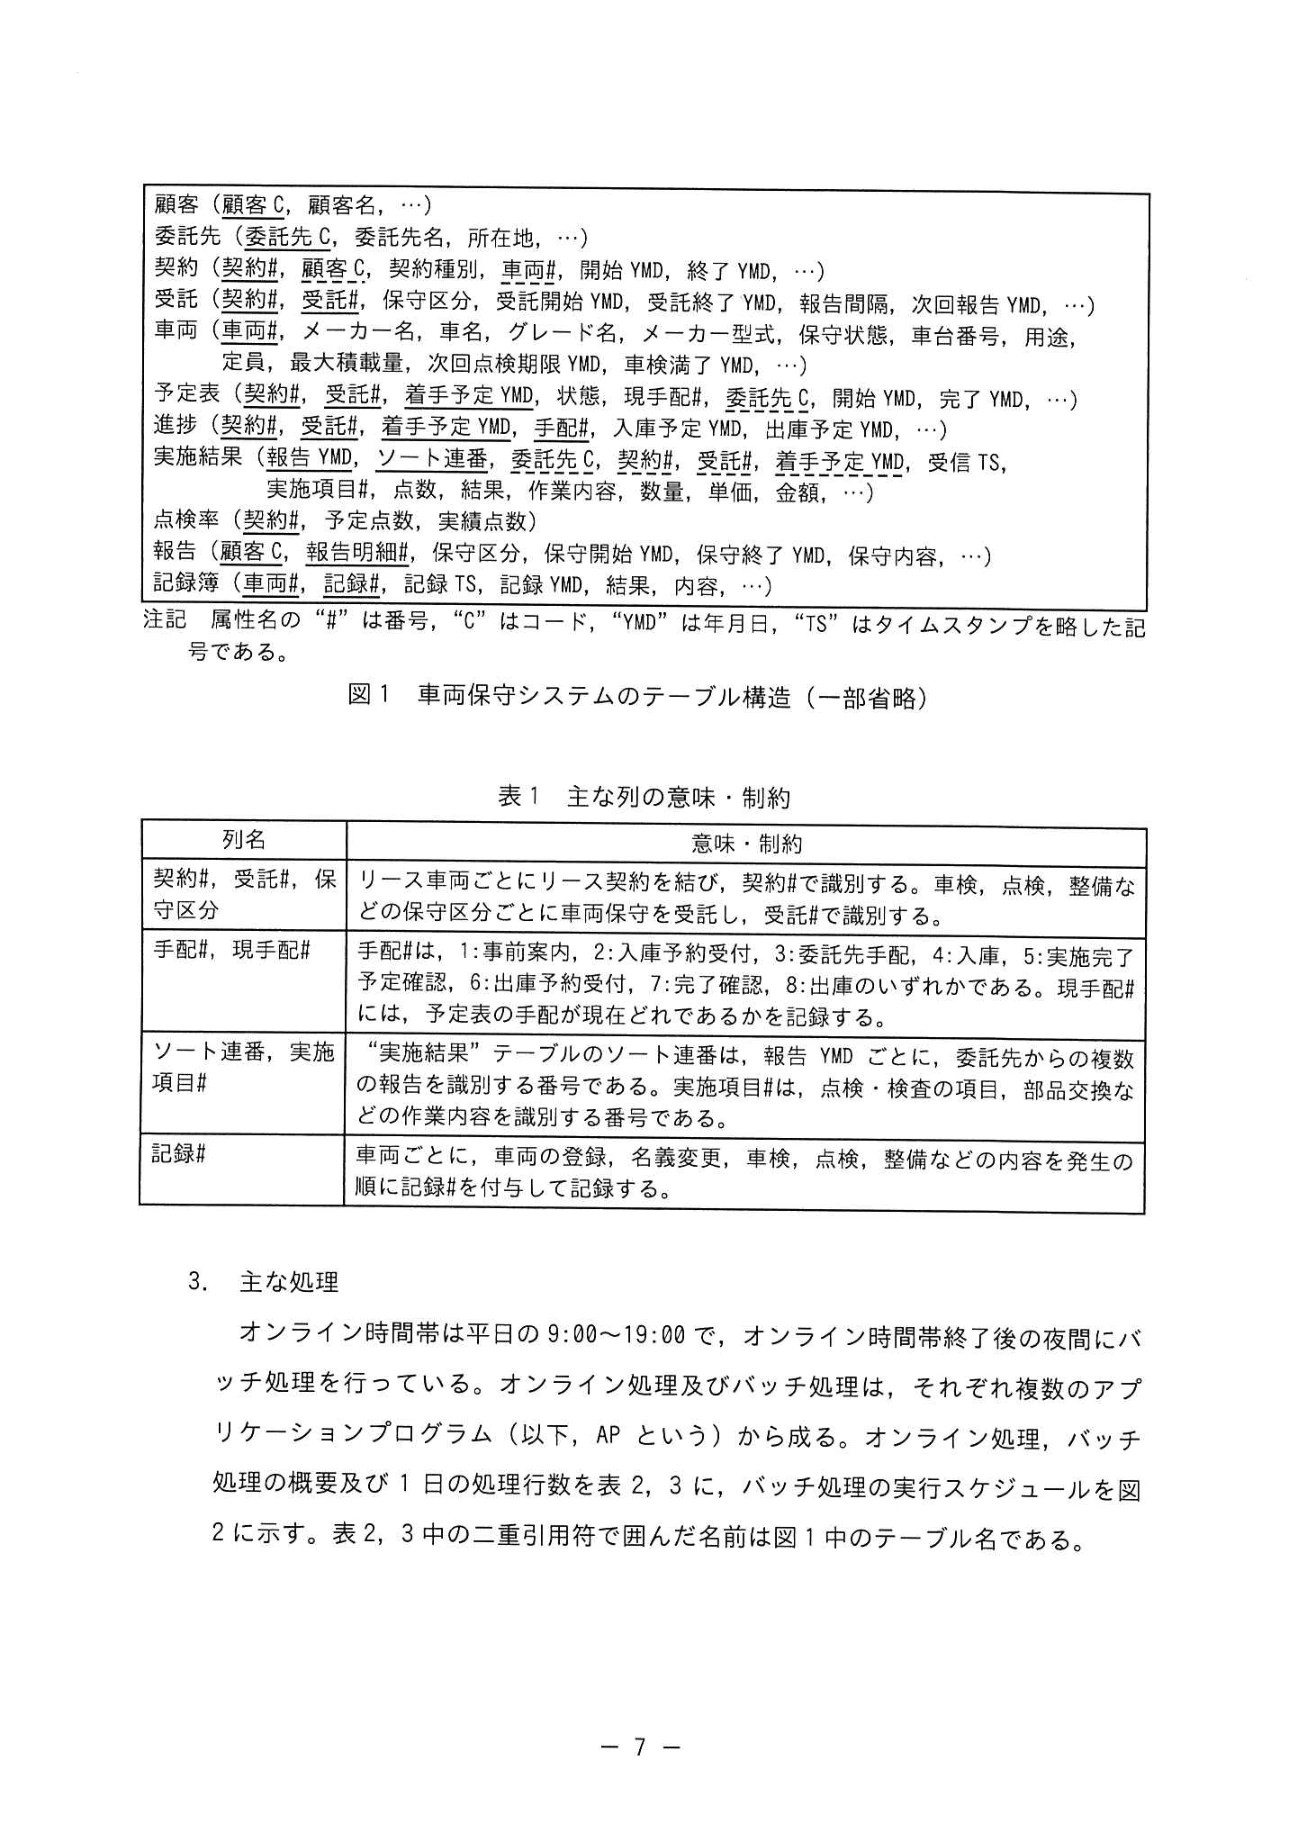 顧客（顧客C，顧客名，…）
委託先（委託先C，委託先名，所在地，…）
契約（契約#，顧客C，契約種別，車両#，開始YMD，終了YMD，…）
受託（契約#，受託#，保守区分，受託開始YMD，受託終了YMD，報告間隔，次回報告YMD，…）
車両（車両#，メーカー名，車名，グレード名，メーカー型式，保守状態，車台番号，用途，
定員，最大積載量，次回点検期限YMD，車検満了YMD，…）
予定表（契約#，受託#，着手予定YMD，状態，現手配#，委託先C，開始YMD，完了YMD，…）
進捗（契約#，受託#，着手予定YMD，手配#，入庫予定YMD，出庫予定YMD，…）
実施結果（報告YMD，ソート連番，委託先C，契約#，受託#，着手予定YMD，受信TS，
実施項目#，点数，結果，作業内容，数量，単価，金額，…）
点検率（契約#，予定点数，実績点数）
報告（顧客C，報告明細#，保守区分，保守開始YMD，保守終了YMD，保守内容，…）
記録簿（車両#，記録#，記録TS，記録YMD，結果，内容，…）
注記　属性名の“#”は番号，“C”はコード，“YMD”は年月日，“TS”はタイムスタンプを略した記
号である。
図1　車両保守システムのテーブル構造（一部省略）
表1　主な列の意味・制約
列名　意味・制約
契約#，受託#，保
守区分
リース車両ごとにリース契約を結び，契約#で識別する。車検，点検，整備な
どの保守区分ごとに車両保守を受託し，受託#で識別する。
手配#，現手配#
手配#は，1:事前案内，2:入庫予約受付，3:委託先手配，4:入庫，5:実施完了
予定確認，6:出庫予約受付，7:完了確認，8:出庫のいずれかである。現手配#
には，予定表の手配が現在どれであるかを記録する。
ソート連番，実施
項目#
“実施結果”テーブルのソート連番は，報告 YMD ごとに，委託先からの複数
の報告を識別する番号である。実施項目#は，点検・検査の項目，部品交換な
どの作業内容を識別する番号である。
記録#
車両ごとに，車両の登録，名義変更，車検，点検，整備などの内容を発生の
順に記録#を付与して記録する。
3．　主な処理
オンライン時間帯は平日の9:00～19:00で，オンライン時間帯終了後の夜間にバ
ッチ処理を行っている。オンライン処理及びバッチ処理は，それぞれ複数のアプ
リケーションプログラム（以下，AP という）から成る。オンライン処理，バッチ
処理の概要及び 1 日の処理行数を表 2，3 に，バッチ処理の実行スケジュールを図
2に示す。表2，3中の二重引用符で囲んだ名前は図1中のテーブル名である。
－ 7 －